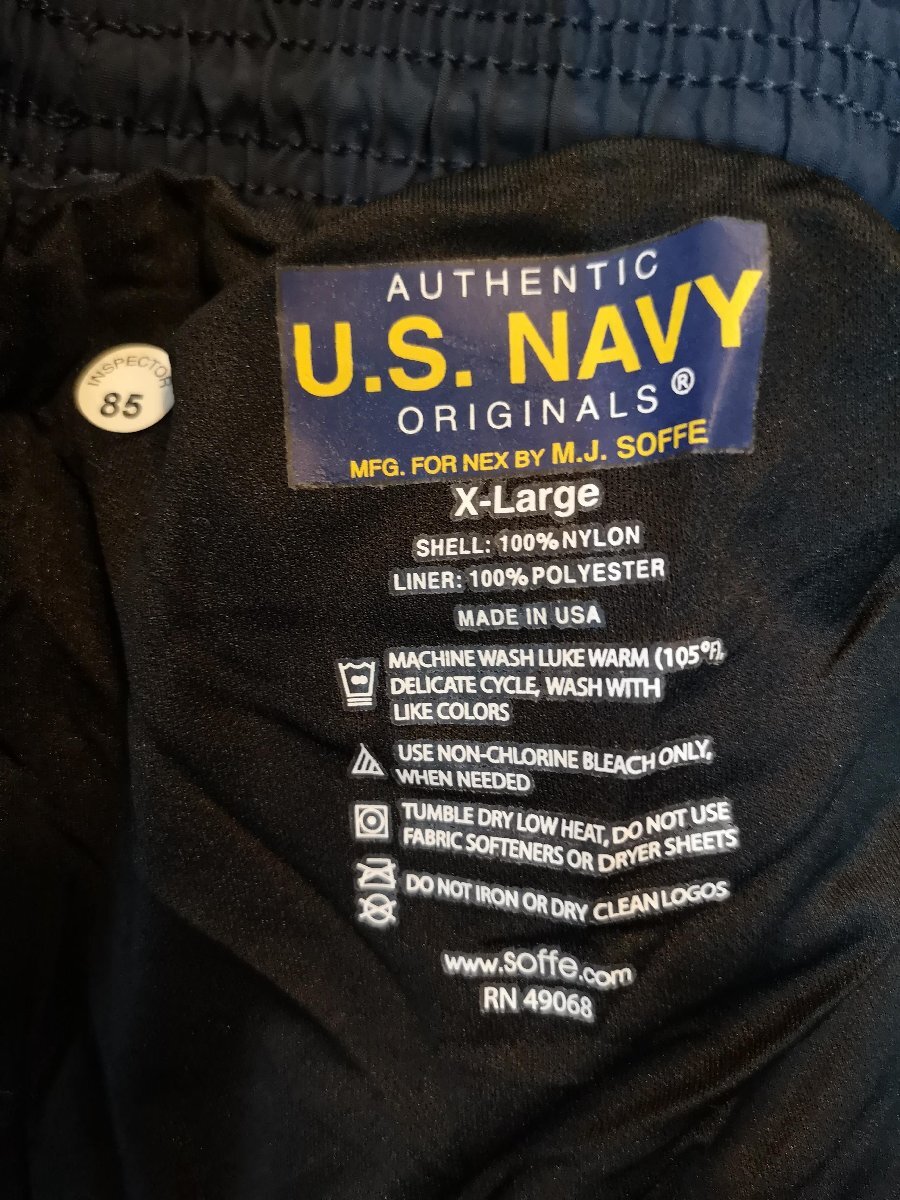 AUTHENTIC
U.S. NAVY
ORIGINALS®
MFG. FOR NEX BY M.J. SOFFE
INSPECTOR
85
X-Large
SHELL: 100% NYLON
LINER: 100% POLYESTER
MADE IN USA
MACHINE WASH LUKE WARM (105°F),
DELICATE CYCLE, WASH WITH
LIKE COLORS
USE NON-CHLORINE BLEACH ONLY,
WHEN NEEDED
TUMBLE DRY LOW HEAT, DO NOT USE
FABRIC SOFTENERS OR DRYER SHEETS
DO NOT IRON OR DRY CLEAN LOGOS
www.soffe.com
RN 49068